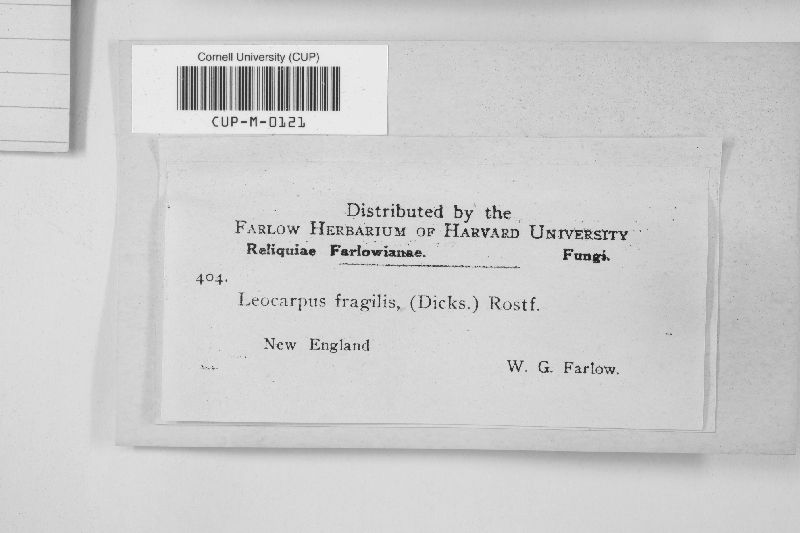 Cornell University (CUP)
CUP-M-0121
Distributed by the
FARLOW HERBARIUM OF HARVARD UNIVERSITY
Reliquiae Farlowianae. Fungi.
404.
Leocarpus fragilis, (Dicks.) Rostf.
New England
W. G. Farlow.